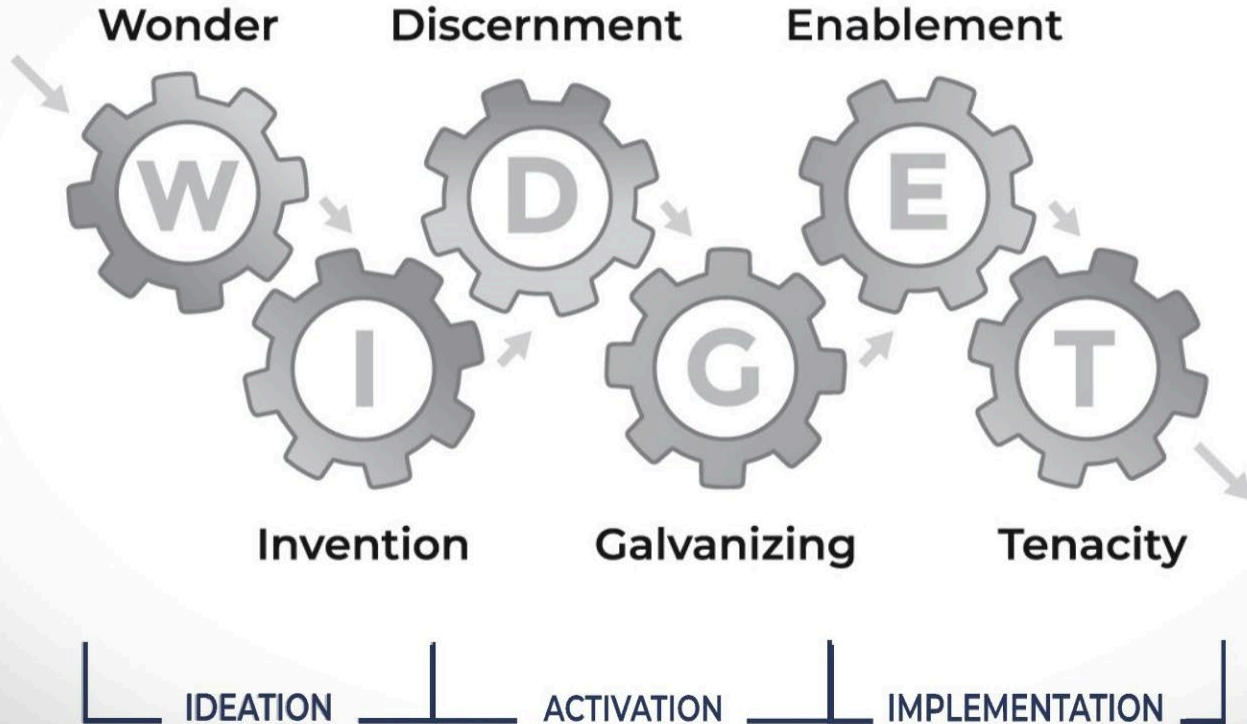 Wonder Discernment Enablement
W D E
I G T
Invention Galvanizing Tenacity
IDEATION ACTIVATION IMPLEMENTATION